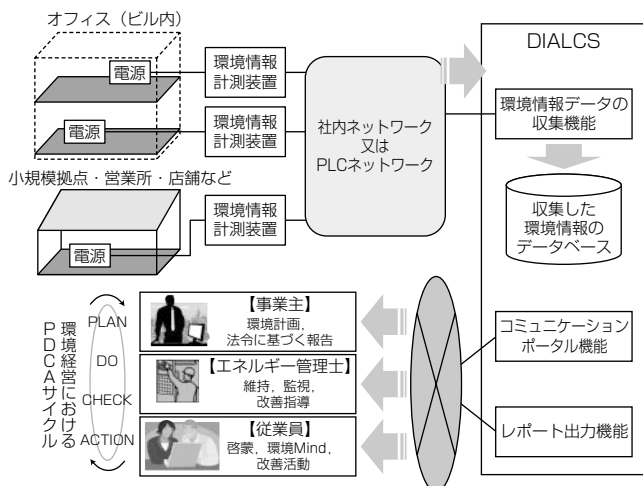 オフィス（ビル内）
電源
環境情報
計測装置
電源
環境情報
計測装置
小規模拠点・営業所・店舗など
電源
環境情報
計測装置
社内ネットワーク
又は
PLCネットワーク
DIALCS
環境情報データの
収集機能
収集した
環境情報の
データベース
コミュニケーション
ポータル機能
レポート出力機能
環境経営における
PDCAサイクル
PLAN
DO
CHECK
ACTION
【事業主】
環境計画，
法令に基づく報告
【エネルギー管理士】
維持，監視，
改善指導
【従業員】
啓蒙，環境Mind，
改善活動